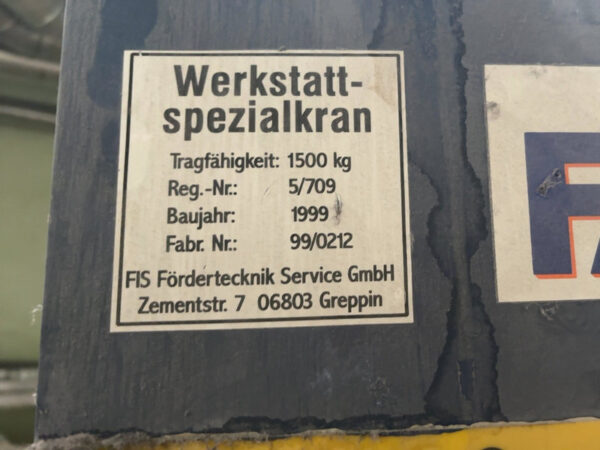 Werkstatt-
spezialkran
Tragfähigkeit: 1500 kg
Reg.-Nr.: 5/709
Baujahr: 1999
Fabr. Nr.: 99/0212
FIS Fördertecknik Service GmbH
Zementstr. 7 06803 Greppin